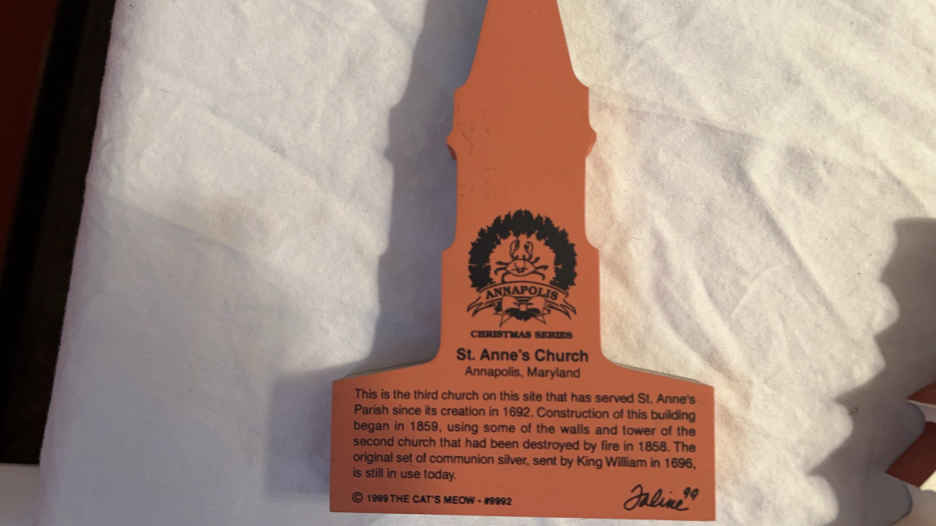 ANNAPOLIS
CHRISTMAS SERIES
St. Anne's Church
Annapolis, Maryland
This is the third church on this site that has served St. Anne's
Parish since its creation in 1692. Construction of this building
began in 1859, using some of the walls and tower of the
second church that had been destroyed by fire in 1858. The
original set of communion silver, sent by King William in 1696,
is still in use today.
© 1999 THE CAT'S MEOW - #9992
Faline 99